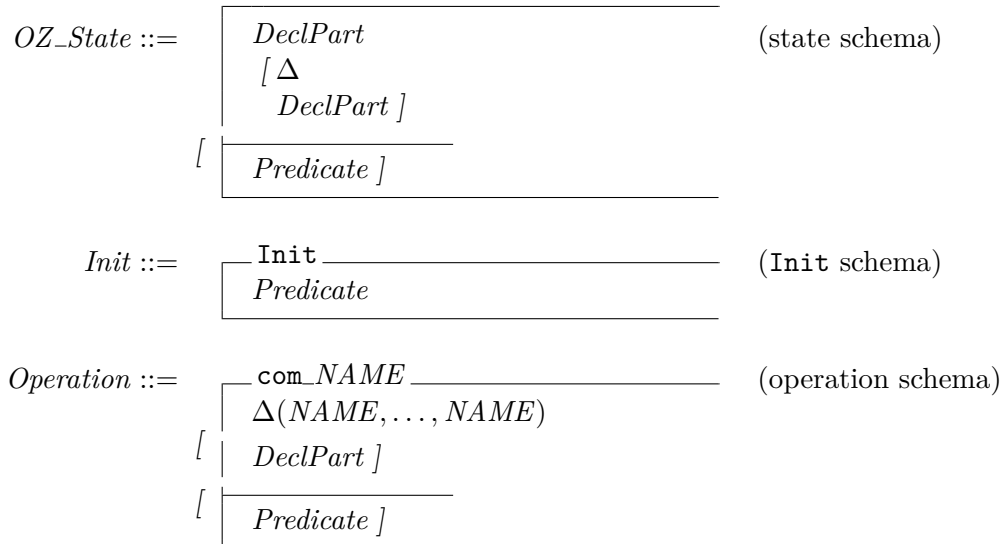 OZ_State ::= DeclPart (state schema)
[ Δ
DeclPart ]
[ Predicate ]
Init ::= Init (Init schema)
Predicate
Operation ::= com_NAME (operation schema)
Δ(NAME, . . . , NAME)
[ DeclPart ]
[ Predicate ]